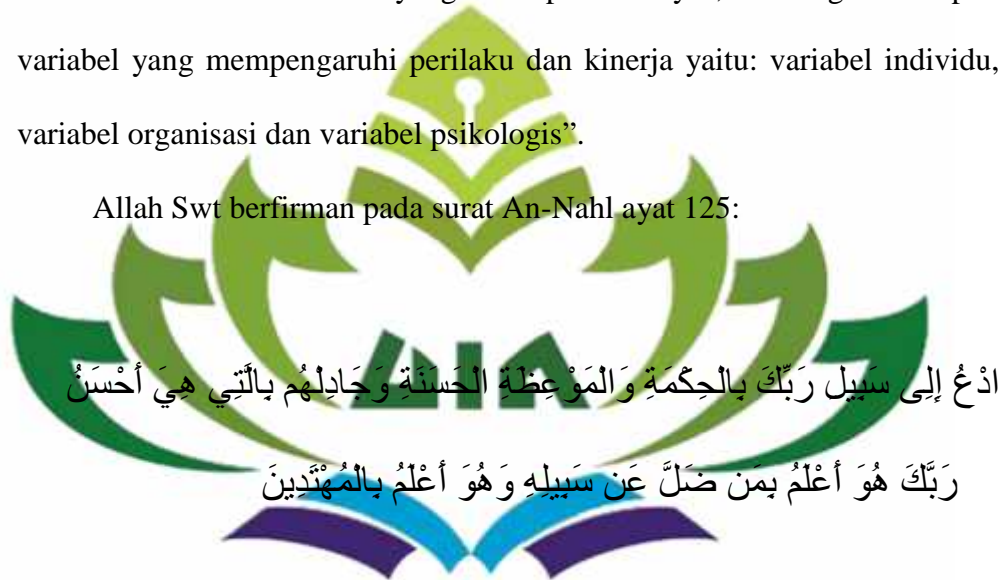 variabel yang mempengaruhi perilaku dan kinerja yaitu: variabel individu,
variabel organisasi dan variabel psikologis”.
Allah Swt berfirman pada surat An-Nahl ayat 125:
ادْعُ إِلِى سَبِيلِ رَبِّكَ بِالْحِكْمَةِ وَالْمَوْعِظَةِ الْحَسَنَةِ وَجَادِلْهُم بِالَّتِي هِيَ أَحْسَنُ
رَبَّكَ هُوَ أَعْلَمُ بِمَن ضَلَّ عَن سَبِيلِهِ وَهُوَ أَعْلَمُ بِالْمُهْتَدِينَ